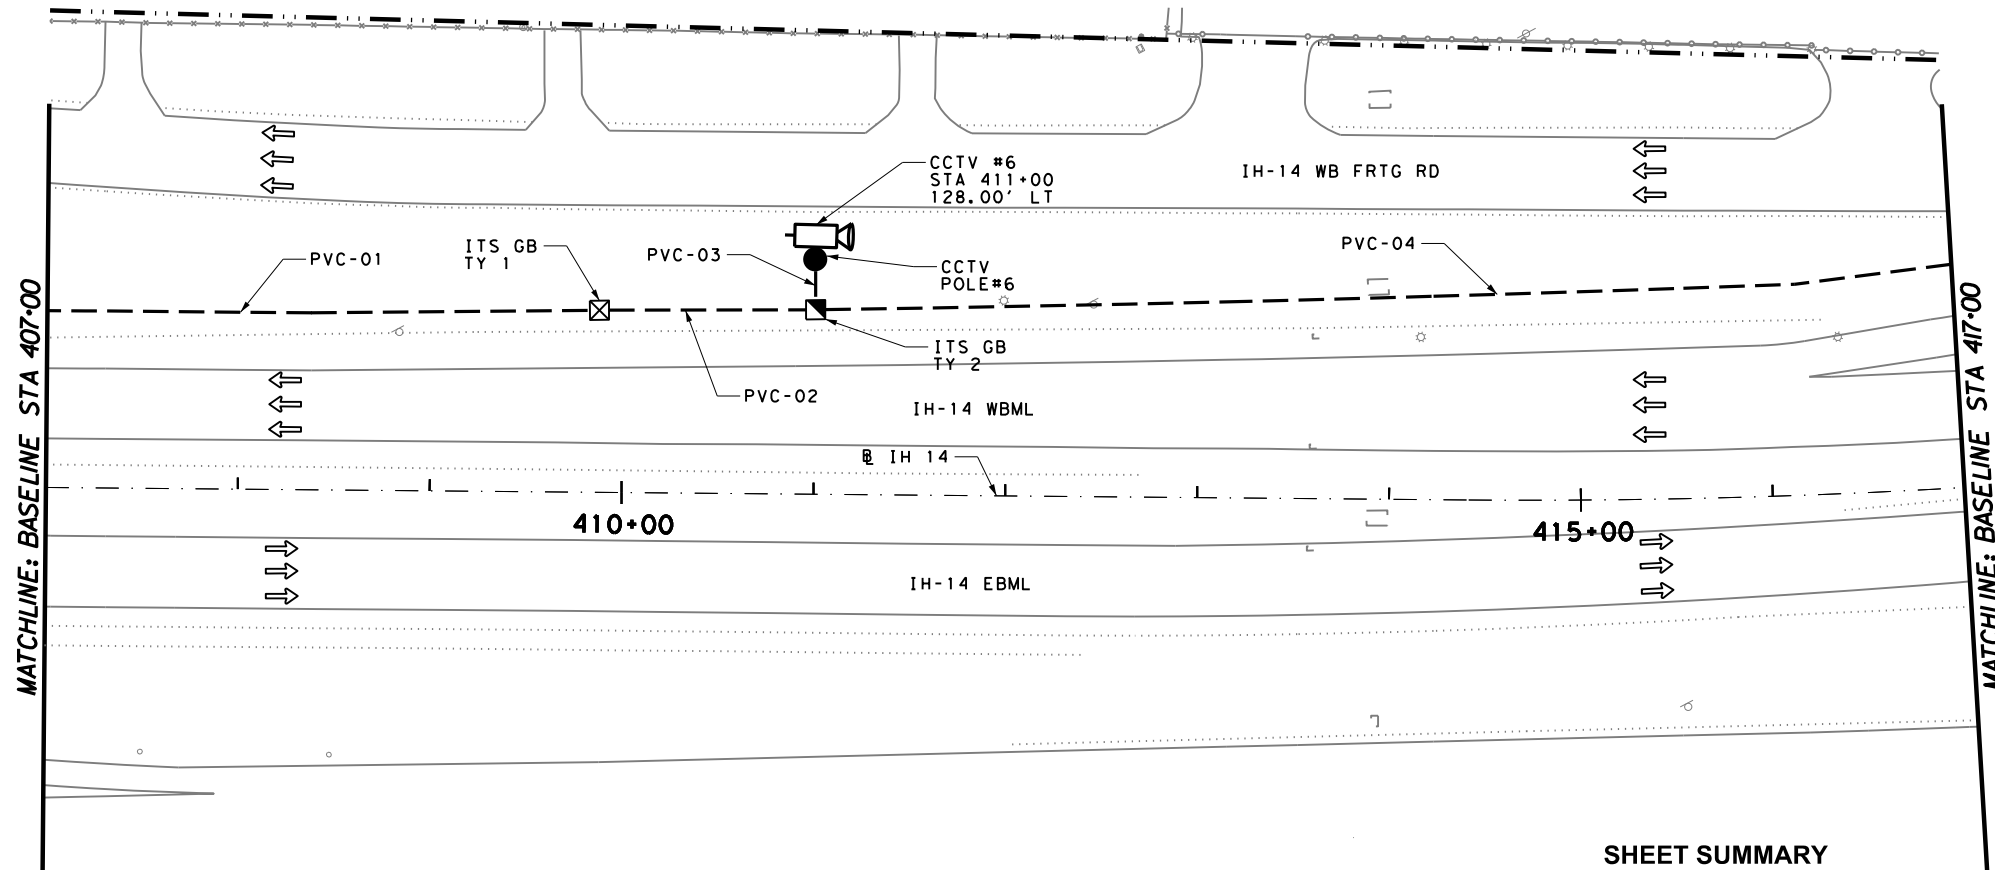 CCTV #6
STA 411+00
128.00' LT
IH-14 WB FRTG RD
PVC-01
ITS GB
TY 1
PVC-03
CCTV
POLE#6
PVC-04
ITS GB
TY 2
PVC-02
IH-14 WBML
℄ IH 14
410+00
415+00
IH-14 EBML
MATCHLINE: BASELINE STA 407+00
MATCHLINE: BASELINE STA 417+00
SHEET SUMMARY